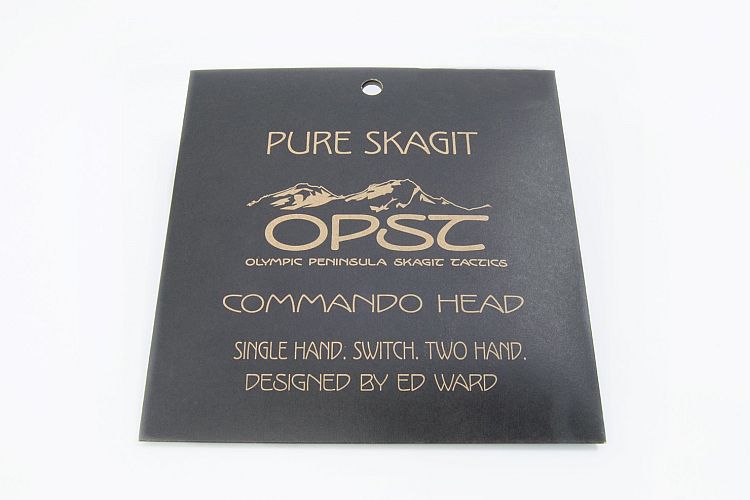 PURE SKAGIT
OPST
OLYMPIC PENINSULA SKAGIT TACTICS
COMMANDO HEAD
SINGLE HAND. SWITCH. TWO HAND.
DESIGNED BY ED WARD